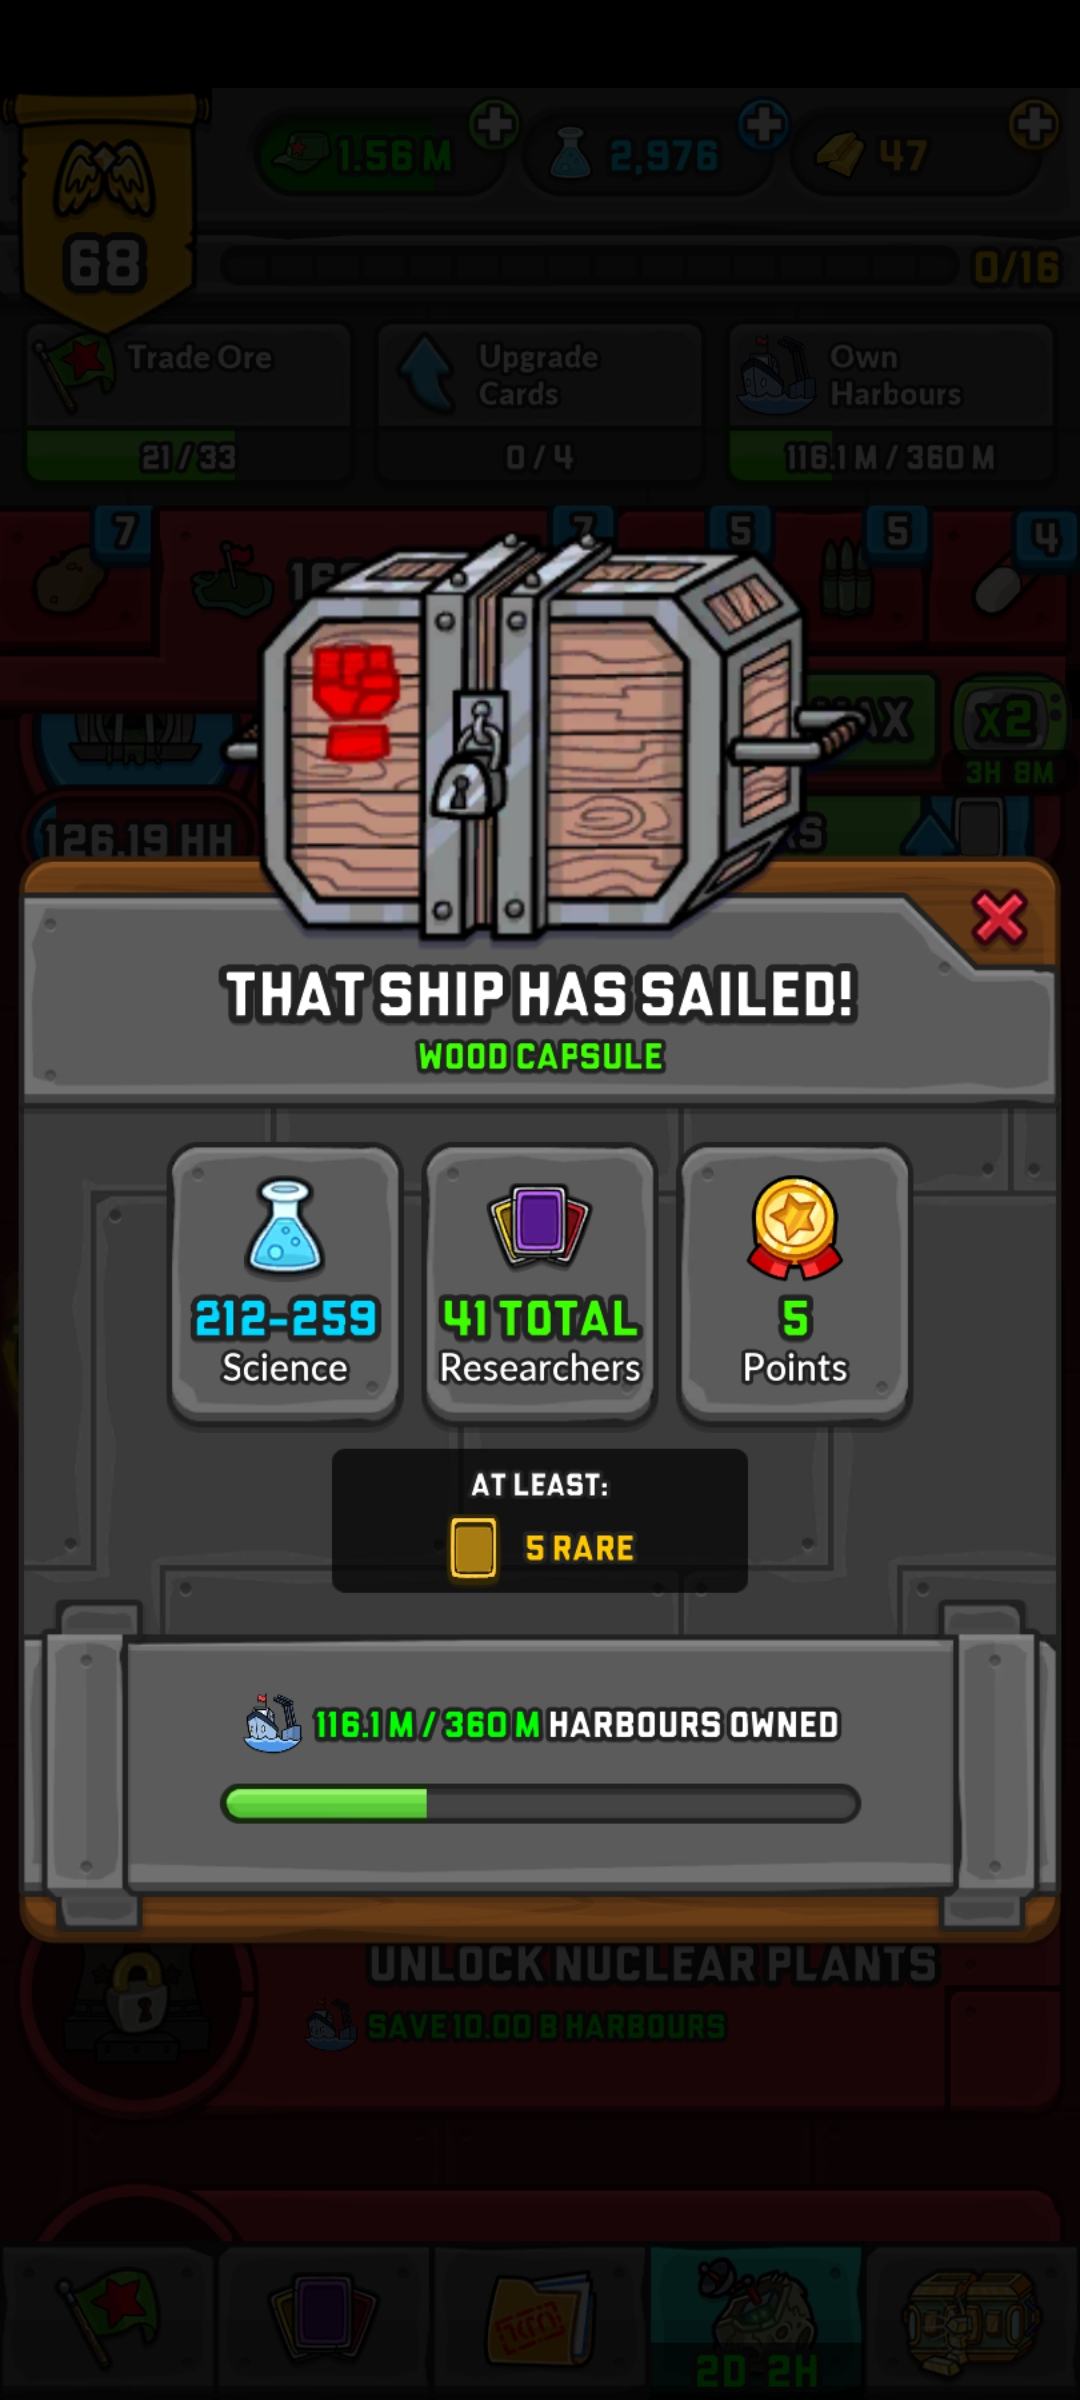 1.56 M
2,976
47
68
0/16
Trade Ore
Upgrade
Cards
Own
Harbours
21 / 33
0 / 4
116.1 M / 360 M
7
7
5
5
4
x2
3H 8M
126.19 HH
THAT SHIP HAS SAILED!
WOOD CAPSULE
212-259
Science
41 TOTAL
Researchers
5
Points
AT LEAST:
5 RARE
116.1 M / 360 M HARBOURS OWNED
UNLOCK NUCLEAR PLANTS
SAVE 10.00 B HARBOURS
2D 2H